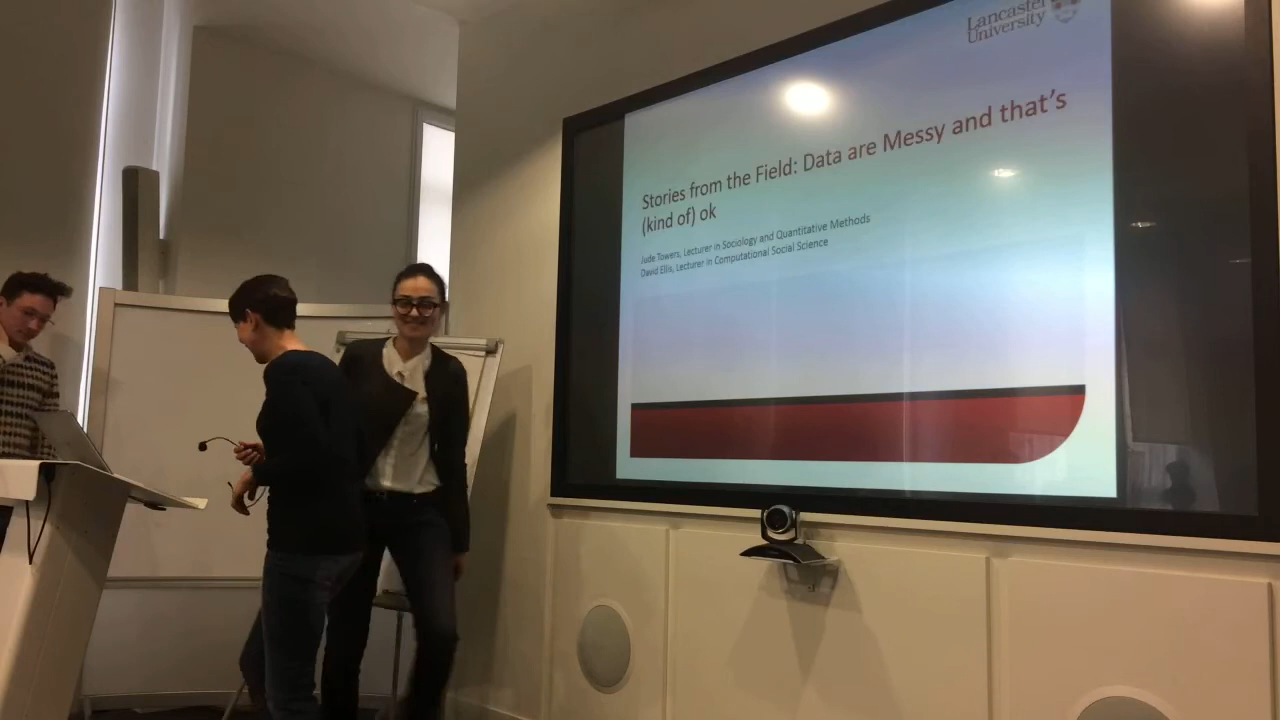 Lancaster
University
Stories from the Field: Data are Messy and that's
(kind of) ok
Jude Towers, Lecturer in Sociology and Quantitative Methods
David Ellis, Lecturer in Computational Social Science